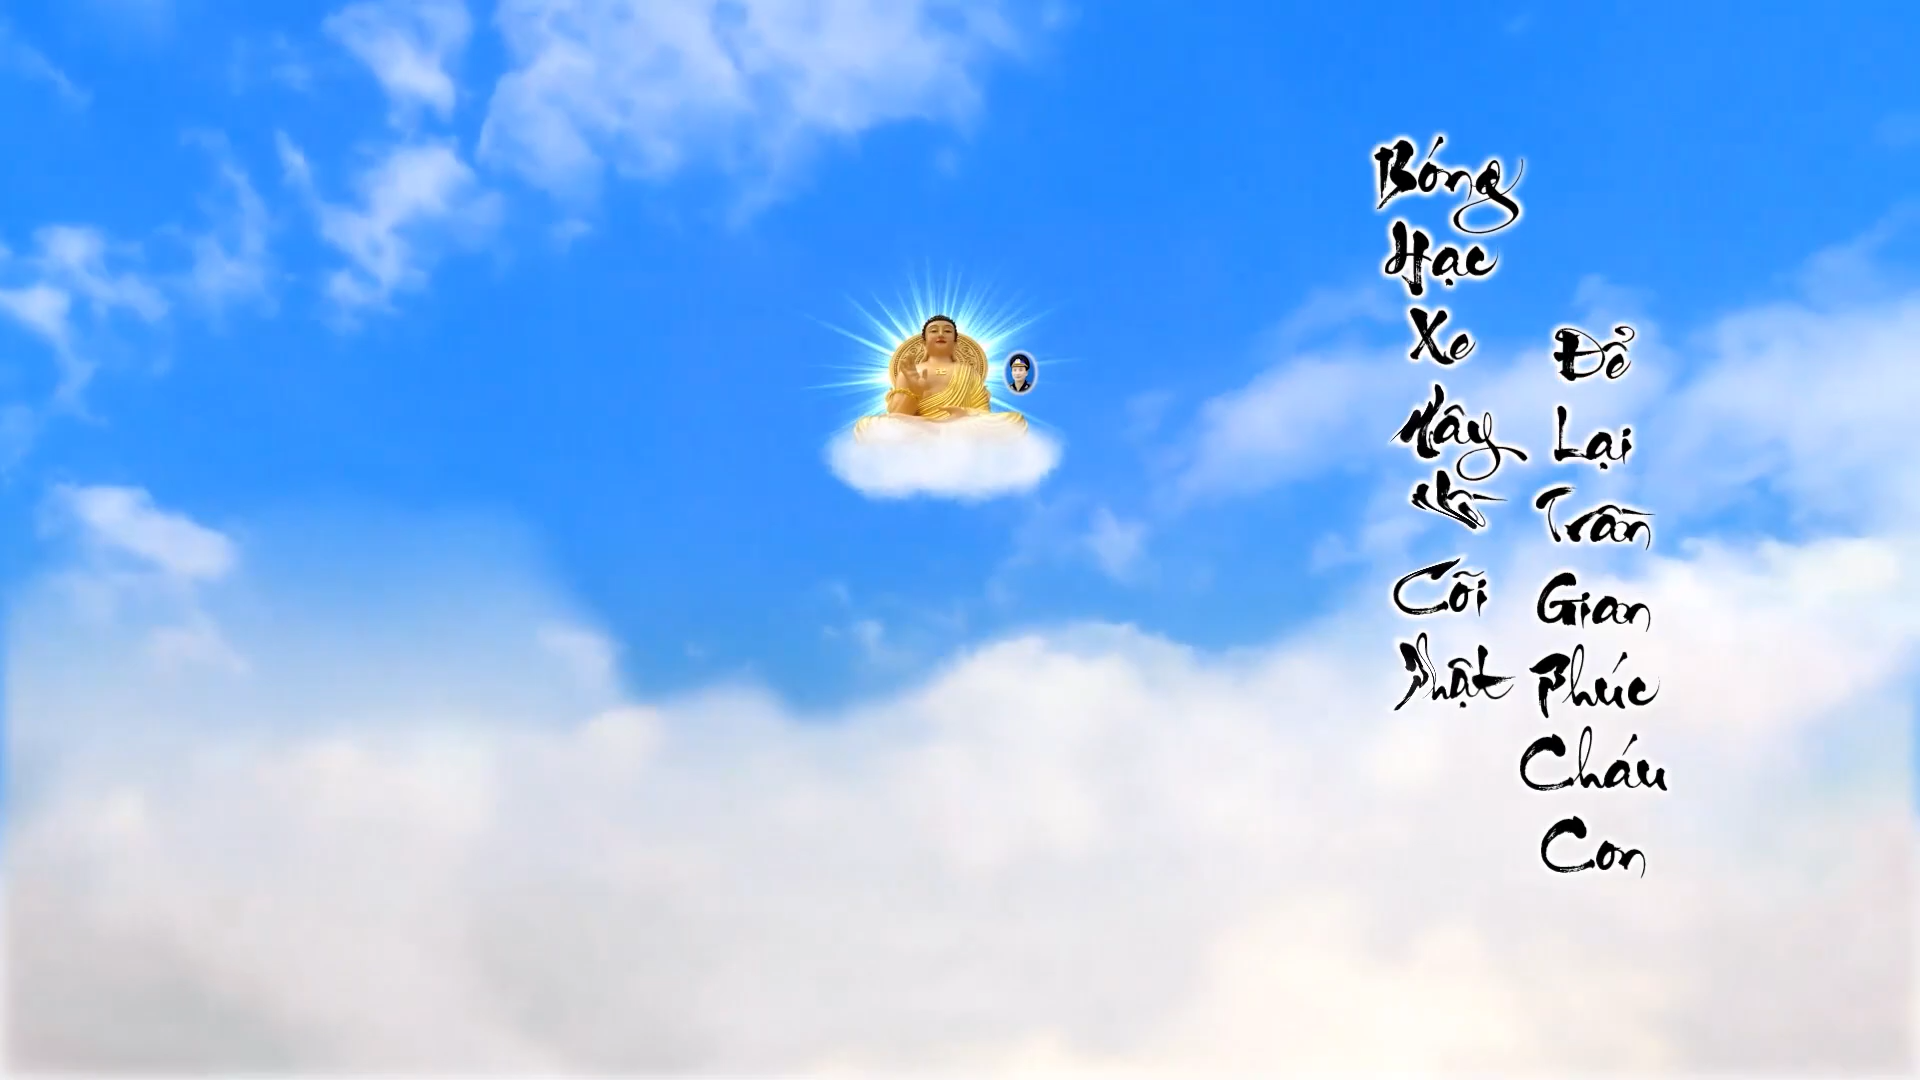 Bóng
Hạc
Xe
Mây
Về
Cõi
Phật
Để
Lại
Trần
Gian
Phúc
Cháu
Con